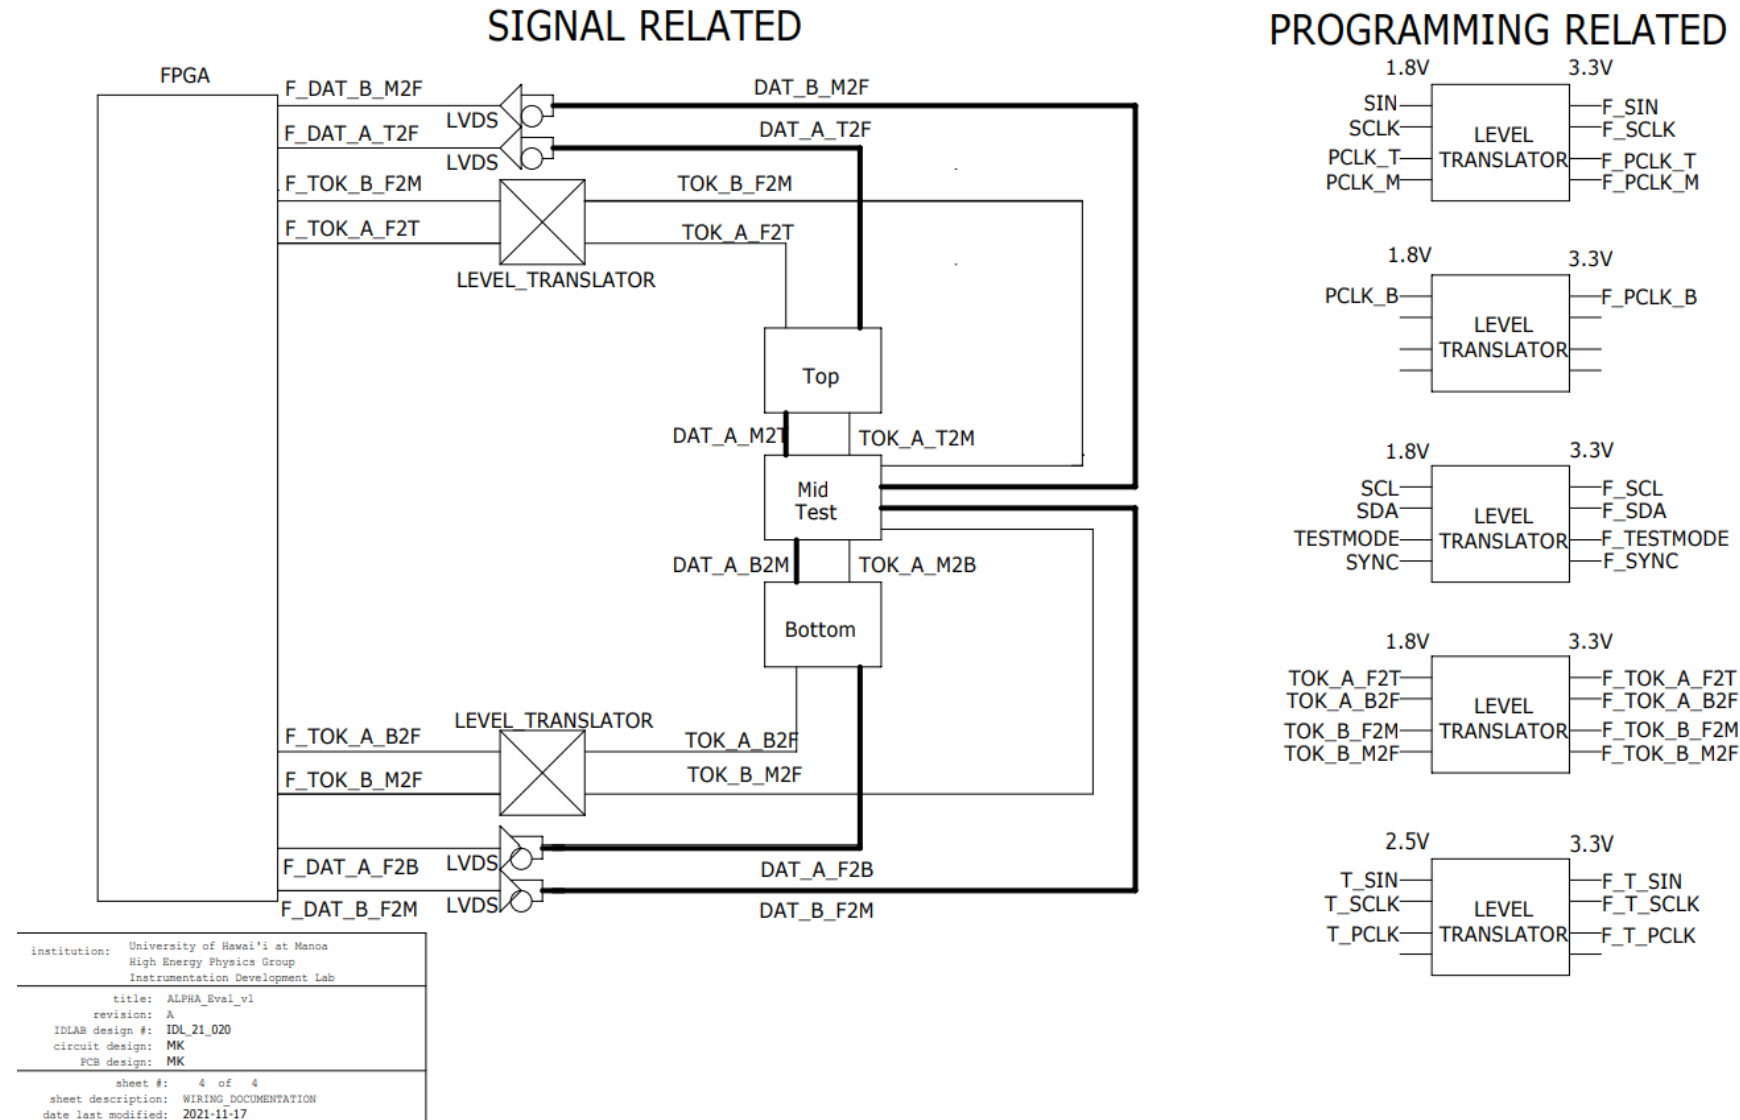 SIGNAL RELATED
FPGA
F_DAT_B_M2F
LVDS
DAT_B_M2F
F_DAT_A_T2F
LVDS
DAT_A_T2F
F_TOK_B_F2M
TOK_B_F2M
F_TOK_A_F2T
TOK_A_F2T
LEVEL_TRANSLATOR
Top
DAT_A_M2T
TOK_A_T2M
Mid
Test
DAT_A_B2M
TOK_A_M2B
Bottom
LEVEL_TRANSLATOR
F_TOK_A_B2F
TOK_A_B2F
F_TOK_B_M2F
TOK_B_M2F
F_DAT_A_F2B
LVDS
DAT_A_F2B
F_DAT_B_F2M
LVDS
DAT_B_F2M
PROGRAMMING RELATED
1.8V
3.3V
SIN
SCLK
PCLK_T
PCLK_M
LEVEL
TRANSLATOR
F_SIN
F_SCLK
F_PCLK_T
F_PCLK_M
1.8V
3.3V
PCLK_B
LEVEL
TRANSLATOR
F_PCLK_B
1.8V
3.3V
SCL
SDA
TESTMODE
SYNC
LEVEL
TRANSLATOR
F_SCL
F_SDA
F_TESTMODE
F_SYNC
1.8V
3.3V
TOK_A_F2T
TOK_A_B2F
TOK_B_F2M
TOK_B_M2F
LEVEL
TRANSLATOR
F_TOK_A_F2T
F_TOK_A_B2F
F_TOK_B_F2M
F_TOK_B_M2F
2.5V
3.3V
T_SIN
T_SCLK
T_PCLK
LEVEL
TRANSLATOR
F_T_SIN
F_T_SCLK
F_T_PCLK
institution: University of Hawai'i at Manoa
High Energy Physics Group
Instrumentation Development Lab
title: ALPHA_Eval_v1
revision: A
IDLAB design #: IDL_21_020
circuit design: MK
PCB design: MK
sheet #: 4 of 4
sheet description: WIRING_DOCUMENTATION
date last modified: 2021-11-17